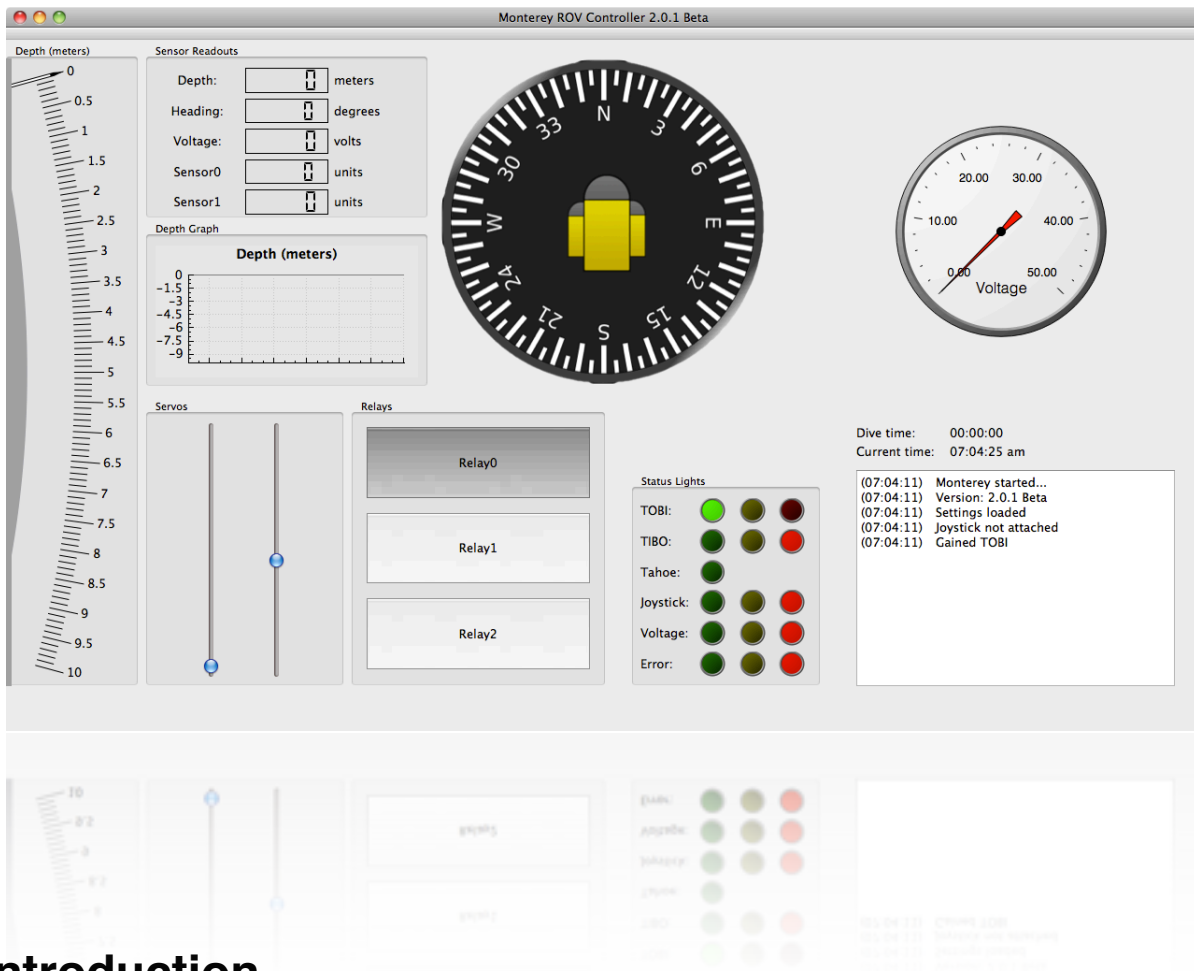 Monterey ROV Controller 2.0.1 Beta
Depth (meters)
0
0.5
1
1.5
2
2.5
3
3.5
4
4.5
5
5.5
6
6.5
7
7.5
8
8.5
9
9.5
10
Sensor Readouts
Depth: 0 meters
Heading: 0 degrees
Voltage: 0 volts
Sensor0 0 units
Sensor1 0 units
Depth Graph
Depth (meters)
0
-1.5
-3
-4.5
-6
-7.5
-9
N
3
6
E
12
15
S
21
24
W
30
33
0.00
10.00
20.00
30.00
40.00
50.00
Voltage
Servos
Relays
Relay0
Relay1
Relay2
Status Lights
TOBI:
TIBO:
Tahoe:
Joystick:
Voltage:
Error:
Dive time: 00:00:00
Current time: 07:04:25 am
(07:04:11) Monterey started...
(07:04:11) Version: 2.0.1 Beta
(07:04:11) Settings loaded
(07:04:11) Joystick not attached
(07:04:11) Gained TOBI
ntroduction